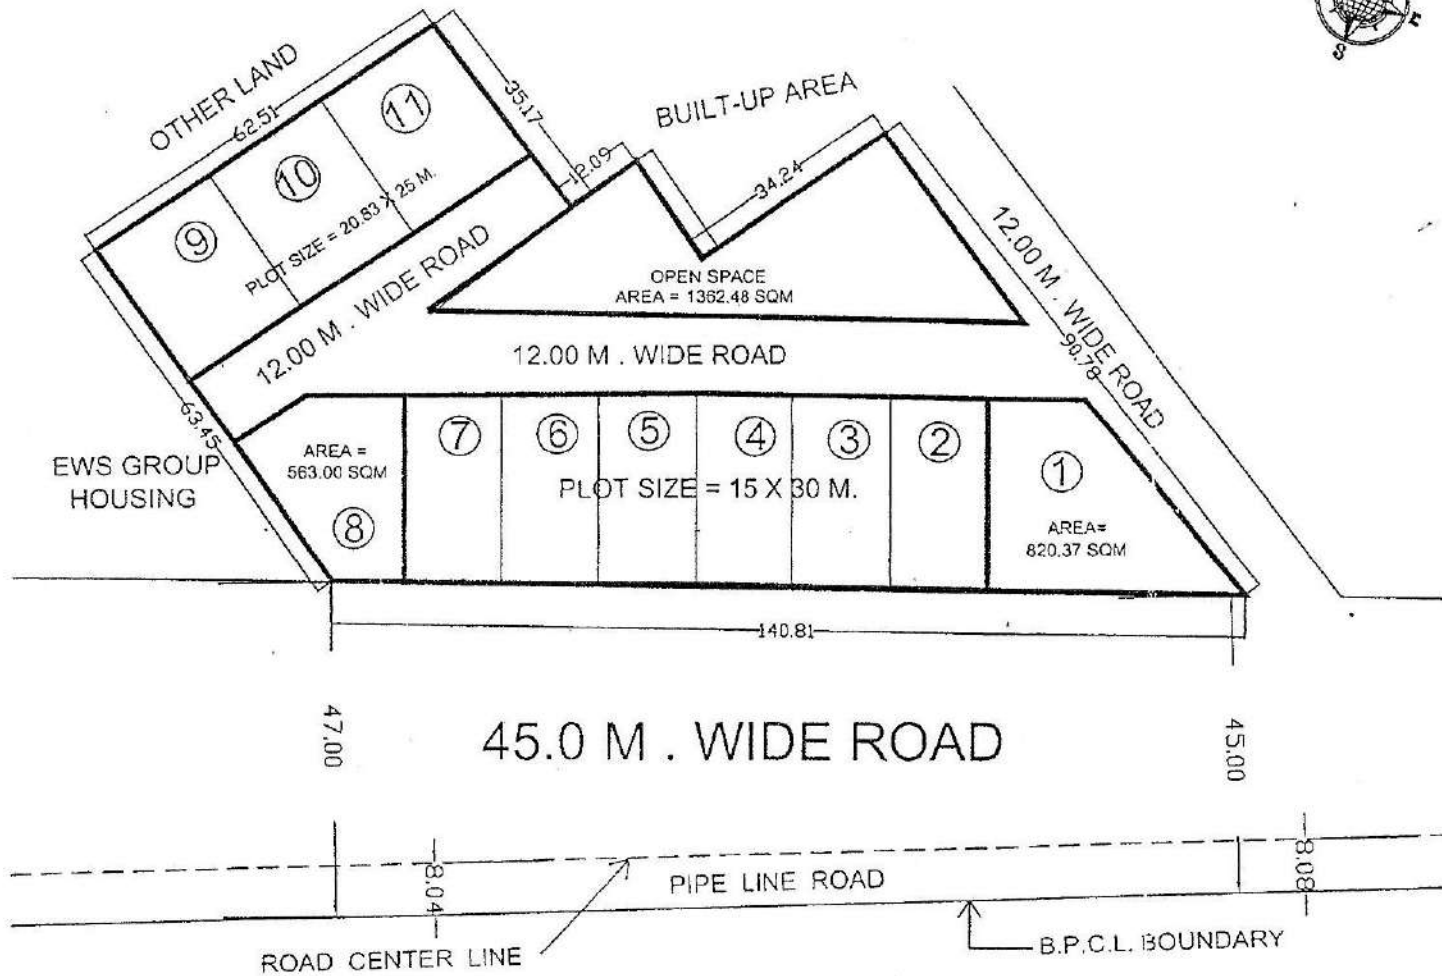 S
E
OTHER LAND
62.51
35.17
BUILT-UP AREA
12.09
34.24
11
10
9
PLOT SIZE = 20.83 X 25 M.
12.00 M . WIDE ROAD
OPEN SPACE
AREA = 1362.48 SQM
12.00 M . WIDE ROAD
90.78
12.00 M . WIDE ROAD
63.45
EWS GROUP
HOUSING
AREA =
563.00 SQM
8
7
6
5
4
3
2
1
PLOT SIZE = 15 X 30 M.
AREA=
820.37 SQM
140.81
47.00
45.0 M . WIDE ROAD
45.00
8.04
PIPE LINE ROAD
8.08
ROAD CENTER LINE
B.P.C.L. BOUNDARY